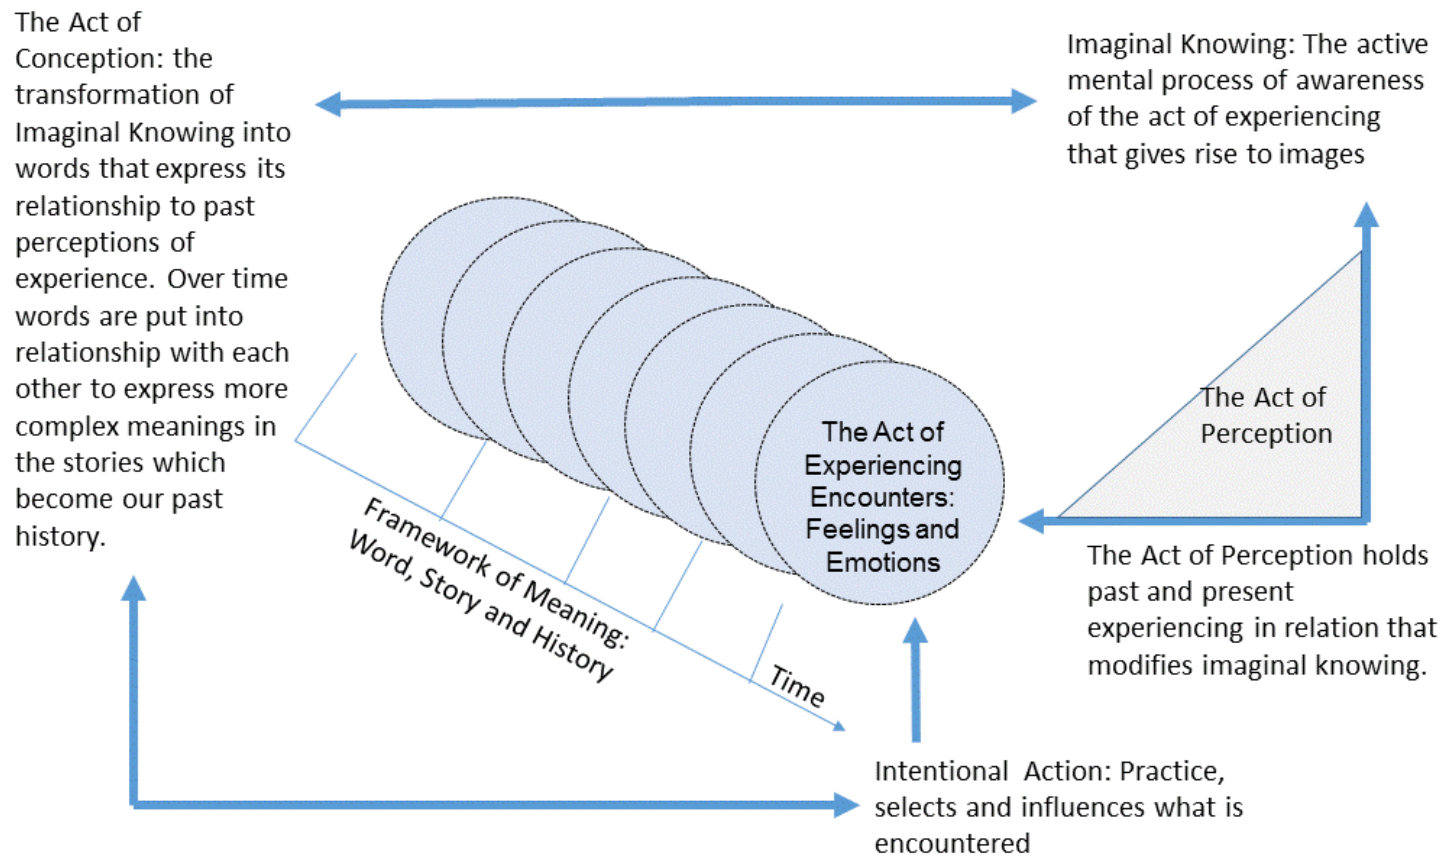 The Act of
Conception: the
transformation of
Imaginal Knowing into
words that express its
relationship to past
perceptions of
experience. Over time
words are put into
relationship with each
other to express more
complex meanings in
the stories which
become our past
history.
Imaginal Knowing: The active
mental process of awareness
of the act of experiencing
that gives rise to images
The Act of
Perception
The Act of
Experiencing
Encounters:
Feelings and
Emotions
Framework of Meaning:
Word, Story and History
Time
The Act of Perception holds
past and present
experiencing in relation that
modifies imaginal knowing.
Intentional Action: Practice,
selects and influences what is
encountered